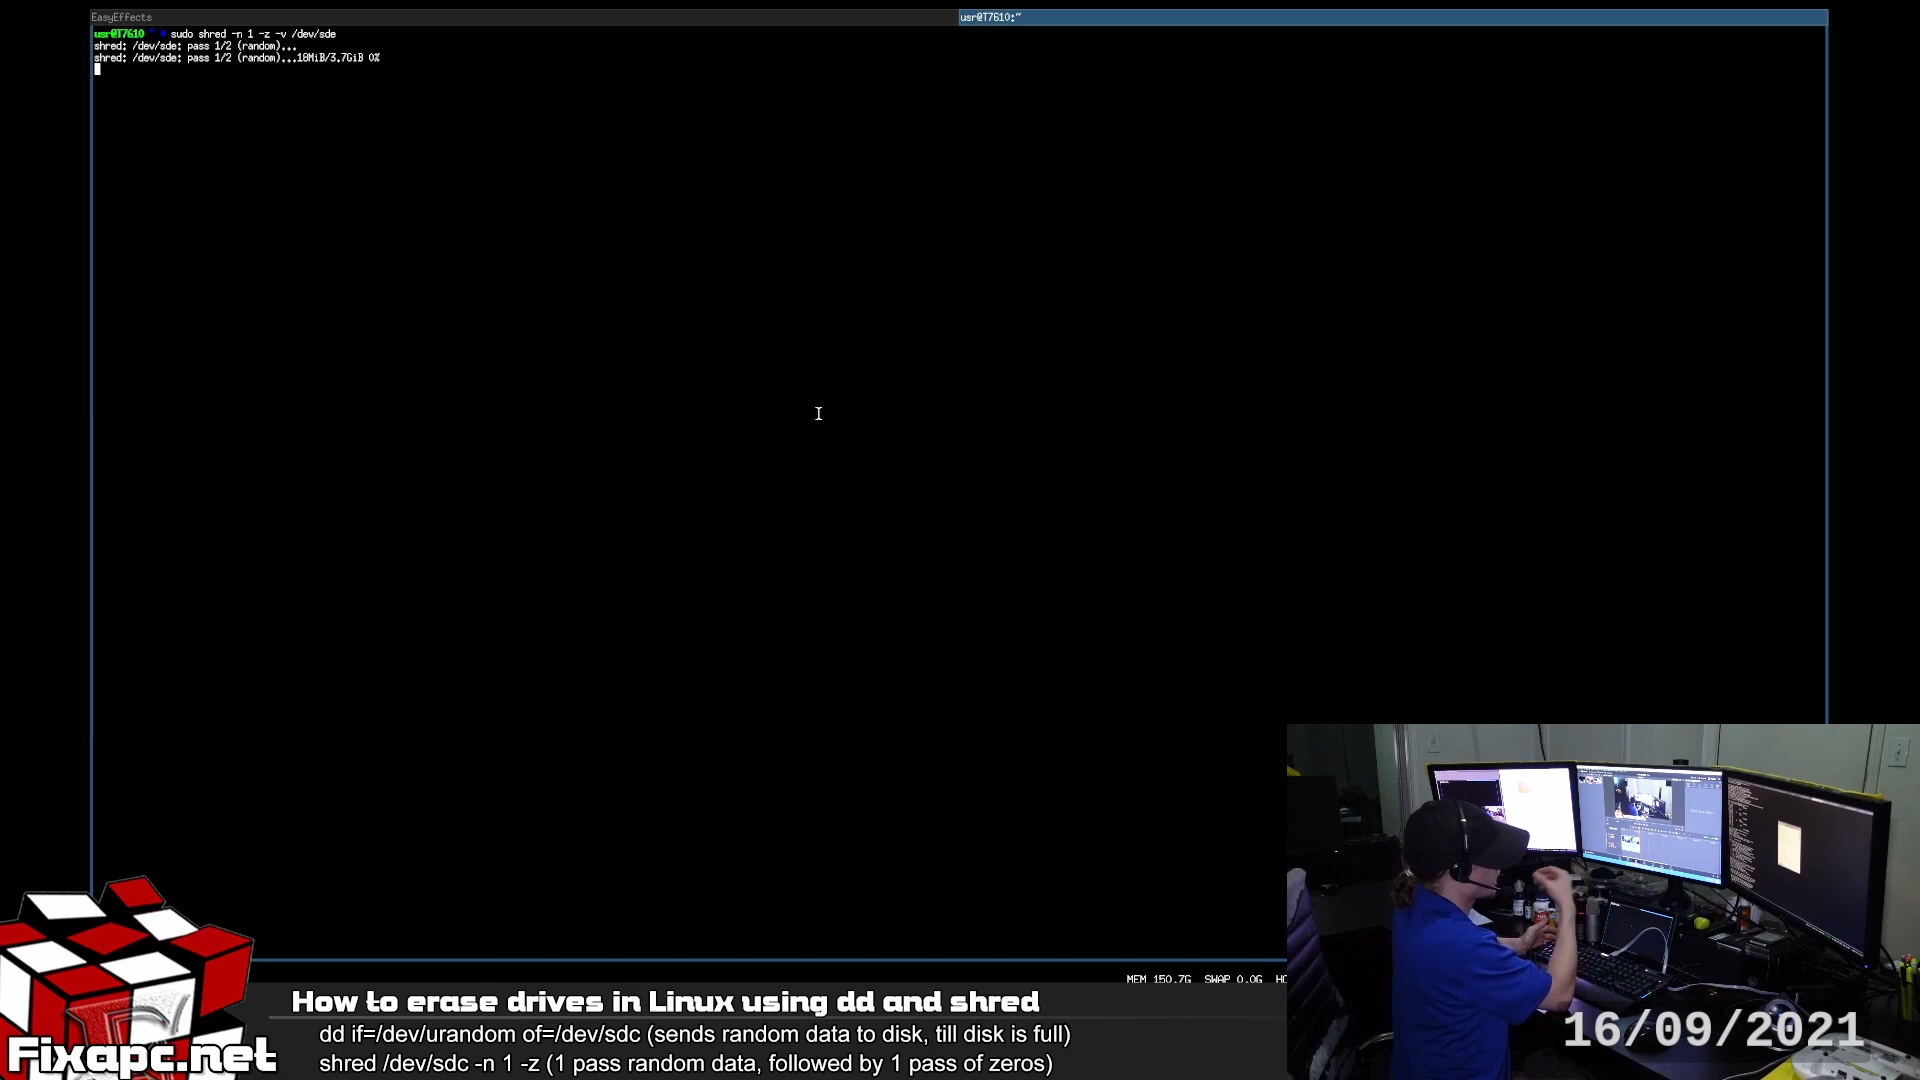 EasyEffects
usr@T7610:~
usr@T7610 ~ sudo shred -n 1 -z -v /dev/sde
shred: /dev/sde: pass 1/2 (random)...
shred: /dev/sde: pass 1/2 (random)...18MiB/3.7GiB 0%
MEM 150.7G SWAP 0.0G
How to erase drives in Linux using dd and shred
dd if=/dev/urandom of=/dev/sdc (sends random data to disk, till disk is full)
shred /dev/sdc -n 1 -z (1 pass random data, followed by 1 pass of zeros)
Fixapc.net
16/09/2021